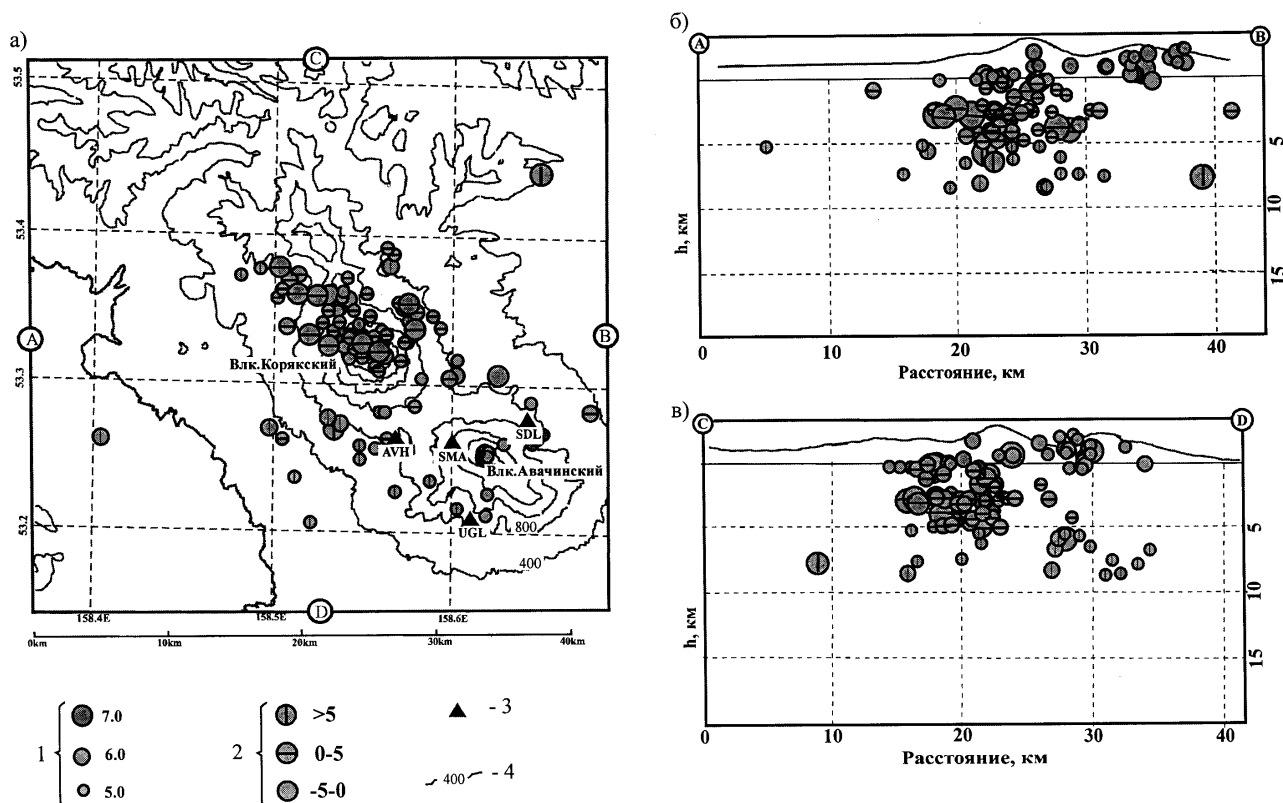 а)
C
53.5
53.4
53.3
53.2
A
B
Влк.Корякский
AVH
SMA
SDL
Влк.Авачинский
UGL
800
400
D
158.4E
158.5E
158.6E
0km
10km
20km
30km
40km
1
7.0
6.0
5.0
2
>5
0-5
-5-0
- 3
400
- 4
б)
A
B
h, км
5
10
15
0
10
20
30
40
Расстояние, км
в)
C
D
h, км
5
10
15
0
10
20
30
40
Расстояние, км